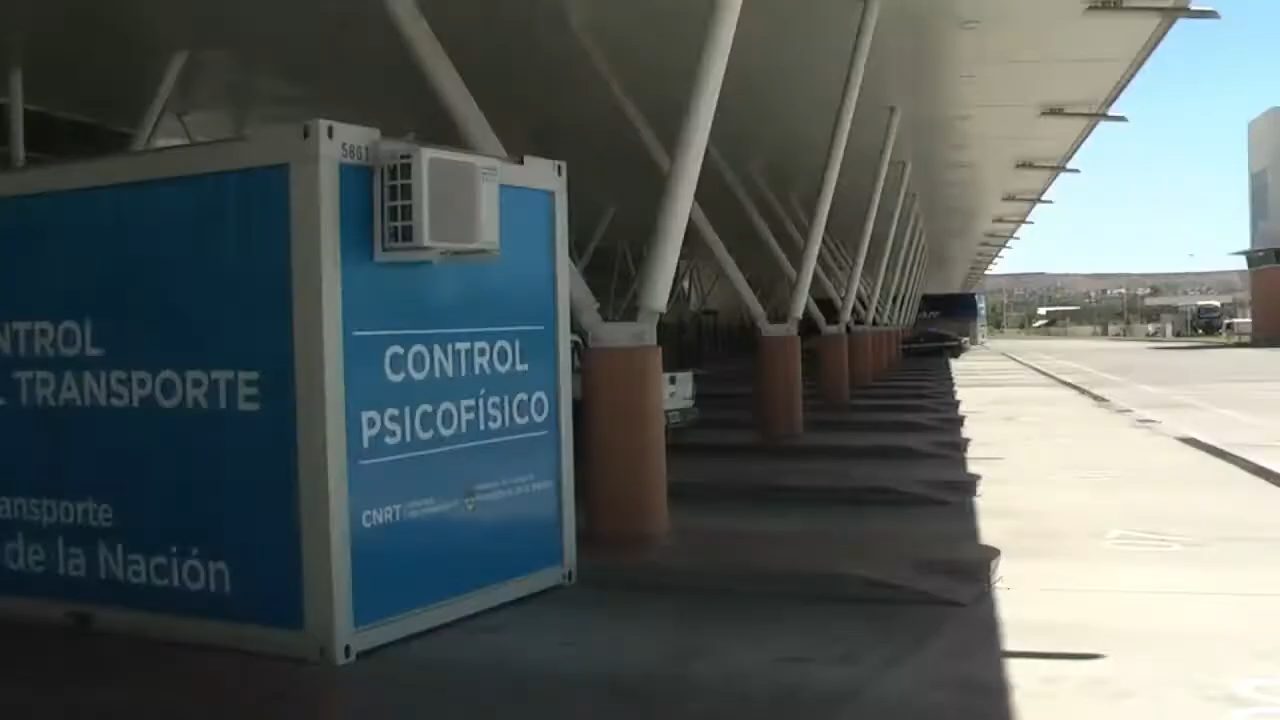 5861
NTROL
L TRANSPORTE
ansporte
de la Nación
CONTROL
PSICOFÍSICO
CNRT